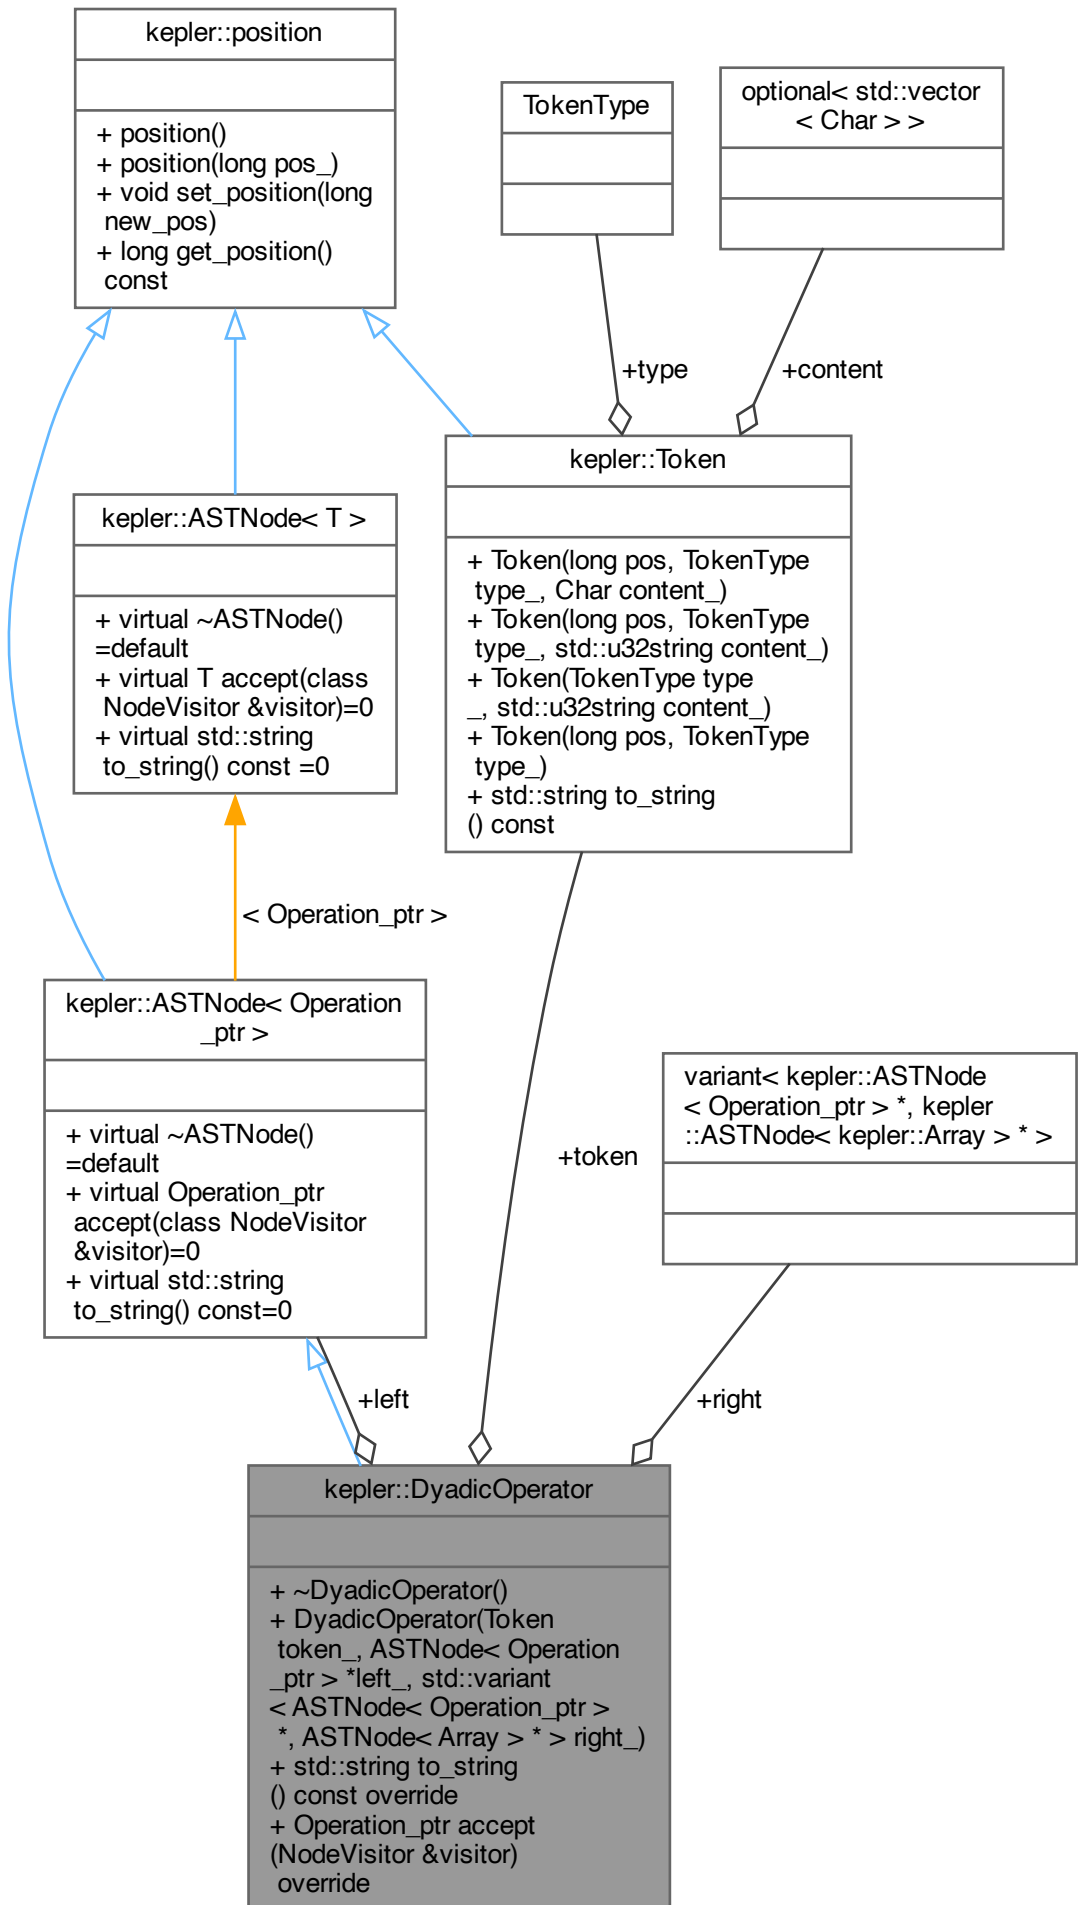 kepler::position
+ position()
+ position(long pos_)
+ void set_position(long
new_pos)
+ long get_position()
const
TokenType
optional< std::vector
< Char > >
+type
+content
kepler::Token
+ Token(long pos, TokenType
type_, Char content_)
+ Token(long pos, TokenType
type_, std::u32string content_)
+ Token(TokenType type
_, std::u32string content_)
+ Token(long pos, TokenType
type_)
+ std::string to_string
() const
kepler::ASTNode< T >
+ virtual ~ASTNode()
=default
+ virtual T accept(class
NodeVisitor &visitor)=0
+ virtual std::string
to_string() const =0
< Operation_ptr >
kepler::ASTNode< Operation
_ptr >
+ virtual ~ASTNode()
=default
+ virtual Operation_ptr
accept(class NodeVisitor
&visitor)=0
+ virtual std::string
to_string() const=0
variant< kepler::ASTNode
< Operation_ptr > *, kepler
::ASTNode< kepler::Array > * >
+token
+left
+right
kepler::DyadicOperator
+ ~DyadicOperator()
+ DyadicOperator(Token
token_, ASTNode< Operation
_ptr > *left_, std::variant
< ASTNode< Operation_ptr >
*, ASTNode< Array > * > right_)
+ std::string to_string
() const override
+ Operation_ptr accept
(NodeVisitor &visitor)
override